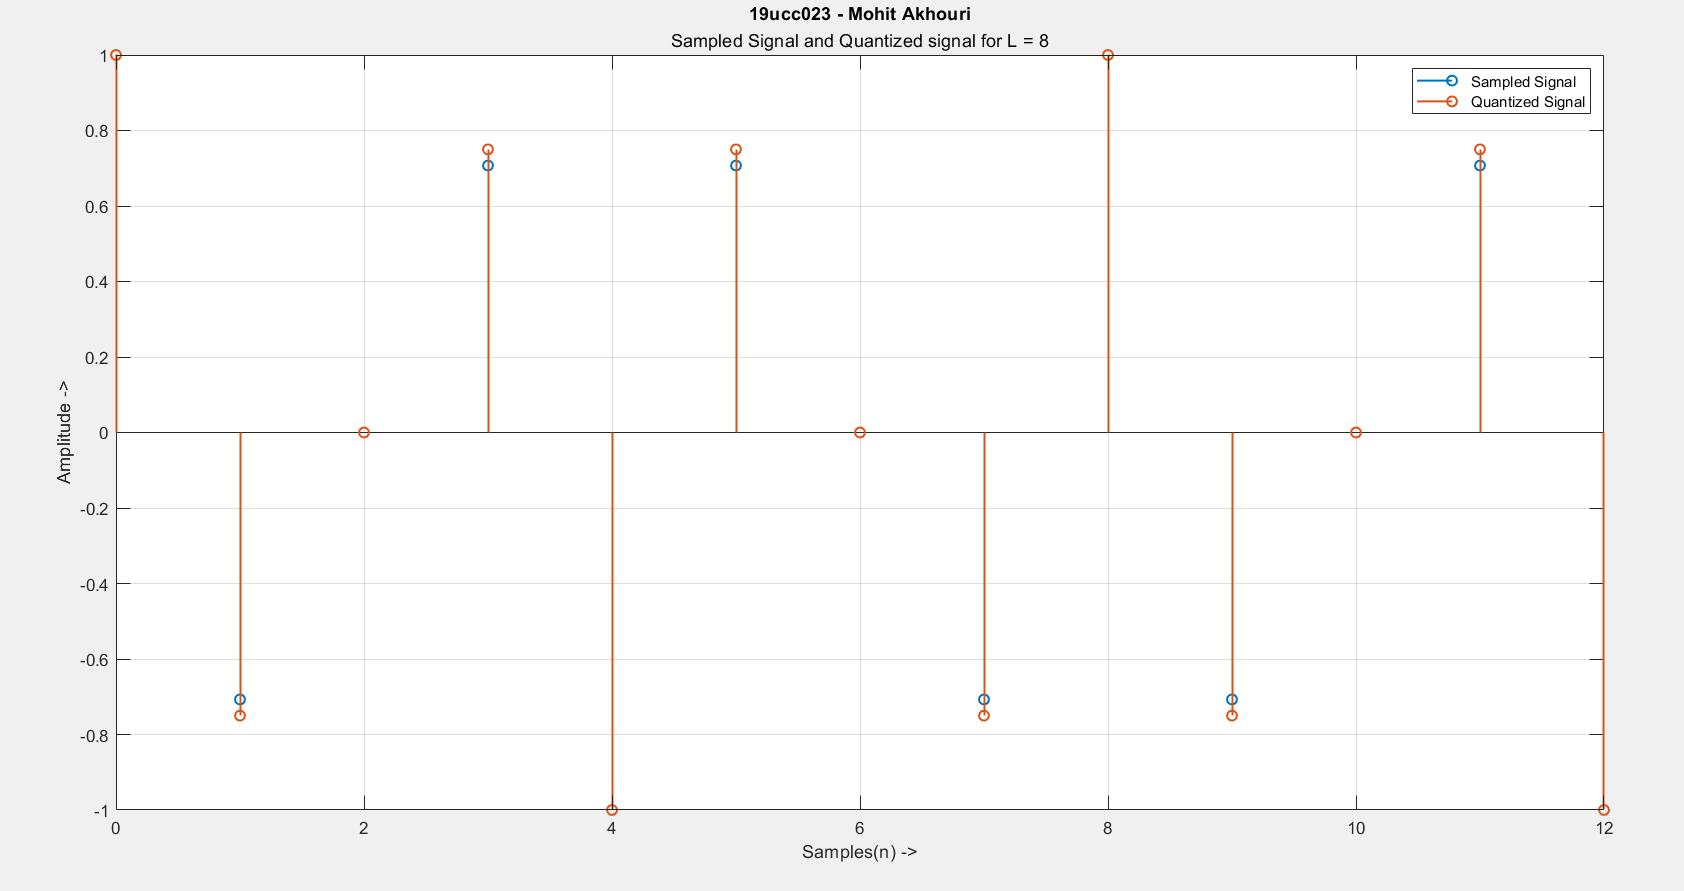 19ucc023 - Mohit Akhouri
Sampled Signal and Quantized signal for L = 8
Sampled Signal
Quantized Signal
Amplitude ->
1
0.8
0.6
0.4
0.2
0
-0.2
-0.4
-0.6
-0.8
-1
0 2 4 6 8 10 12
Samples(n) ->